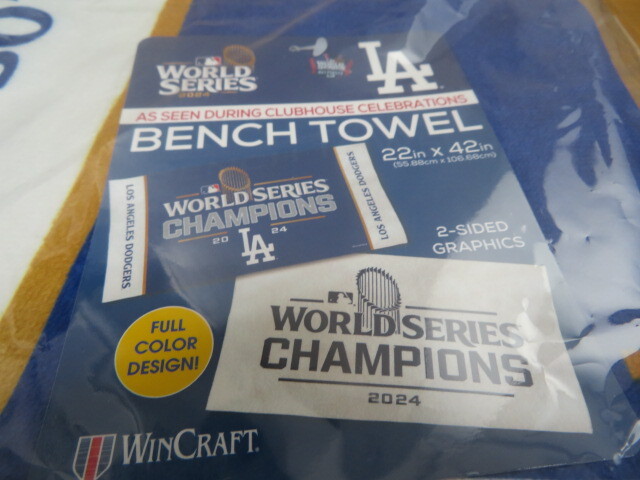 WORLD
SERIES
2024
LA
AS SEEN DURING CLUBHOUSE CELEBRATIONS
BENCH TOWEL
22in X 42in
(55.88cm x 106.68cm)
LOS ANGELES DODGERS
WORLD SERIES
CHAMPIONS
20 24
LA
LOS ANGELES DODGERS
2-SIDED
GRAPHICS
FULL
COLOR
DESIGN!
WORLD SERIES
CHAMPIONS
2024
WINCRAFT®